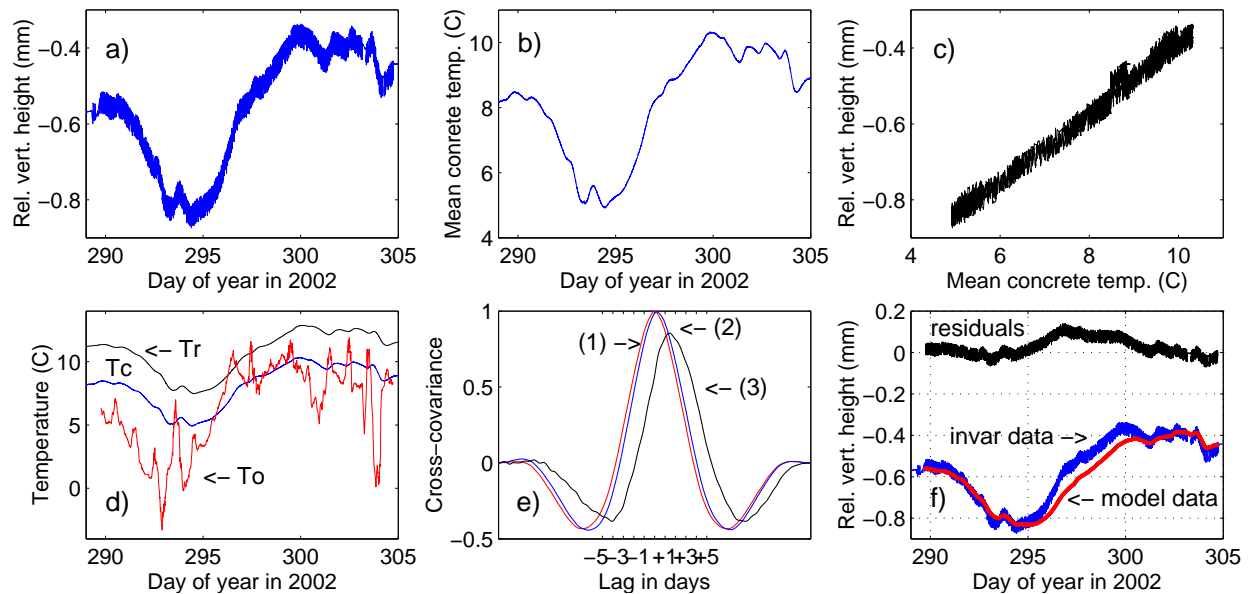 a)
Rel. vert. height (mm)
−0.4
−0.6
−0.8
290 295 300 305
Day of year in 2002
b)
Mean concrete temp. (C)
10
8
6
4
290 295 300 305
Day of year in 2002
c)
Rel. vert. height (mm)
−0.4
−0.6
−0.8
4 6 8 10
Mean concrete temp. (C)
d)
Temperature (C)
10
5
0
<− Tr
Tc
<− To
290 295 300 305
Day of year in 2002
e)
Cross−covariance
1
0.5
0
−0.5
(1) −>
<− (2)
<− (3)
−5−3−1 +1+3+5
Lag in days
f)
Rel. vert. height (mm)
0.2
0
−0.2
−0.4
−0.6
−0.8
residuals
invar data −>
<− model data
290 295 300 305
Day of year in 2002